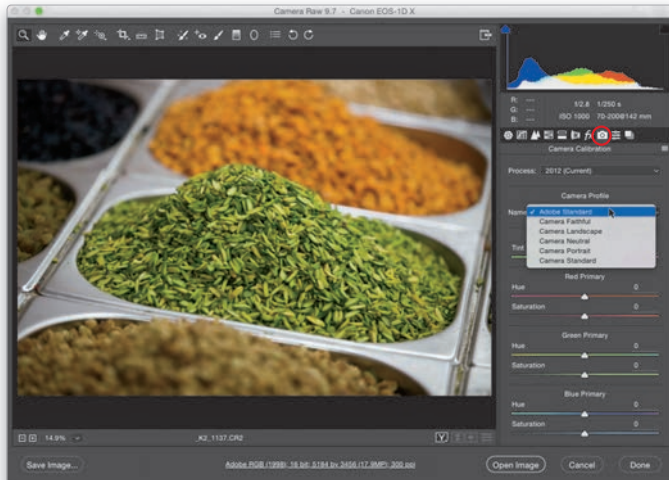 Camera Raw 9.7 - Canon EOS-1D X
R: ---
G: ---
B: ---
f/2.8 1/250 s
ISO 1000 70-200@142 mm
Camera Calibration
Process: 2012 (Current)
Camera Profile
Name
✓ Adobe Standard
Camera Faithful
Camera Landscape
Camera Neutral
Camera Portrait
Camera Standard
Tint
Red Primary
Hue 0
Saturation 0
Green Primary
Hue 0
Saturation 0
Blue Primary
Hue 0
Saturation 0
14.9%
_K2_1137.CR2
Y
Save Image...
Adobe RGB (1998); 16 bit; 5184 by 3456 (17.9MP); 300 ppi
Open Image
Cancel
Done